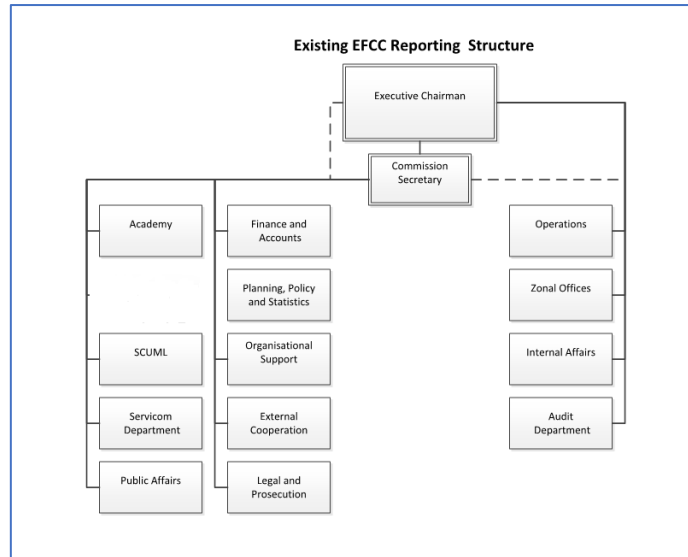 Existing EFCC Reporting Structure
Executive Chairman
Commission
Secretary
Academy
Finance and
Accounts
Operations
Planning, Policy
and Statistics
Zonal Offices
SCUML
Organisational
Support
Internal Affairs
Servicom
Department
External
Cooperation
Audit
Department
Public Affairs
Legal and
Prosecution